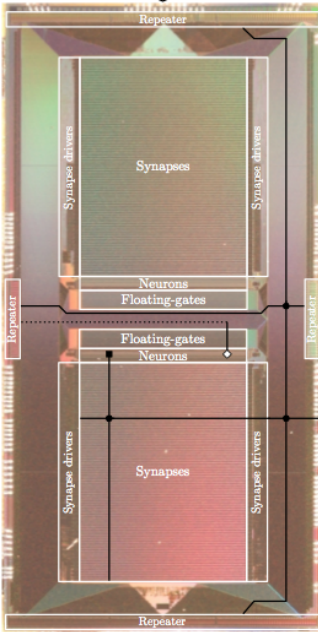 Repeater
Synapse drivers
Synapses
Synapse drivers
Neurons
Floating-gates
Repeater
Repeater
Floating-gates
Neurons
Synapse drivers
Synapses
Synapse drivers
Repeater